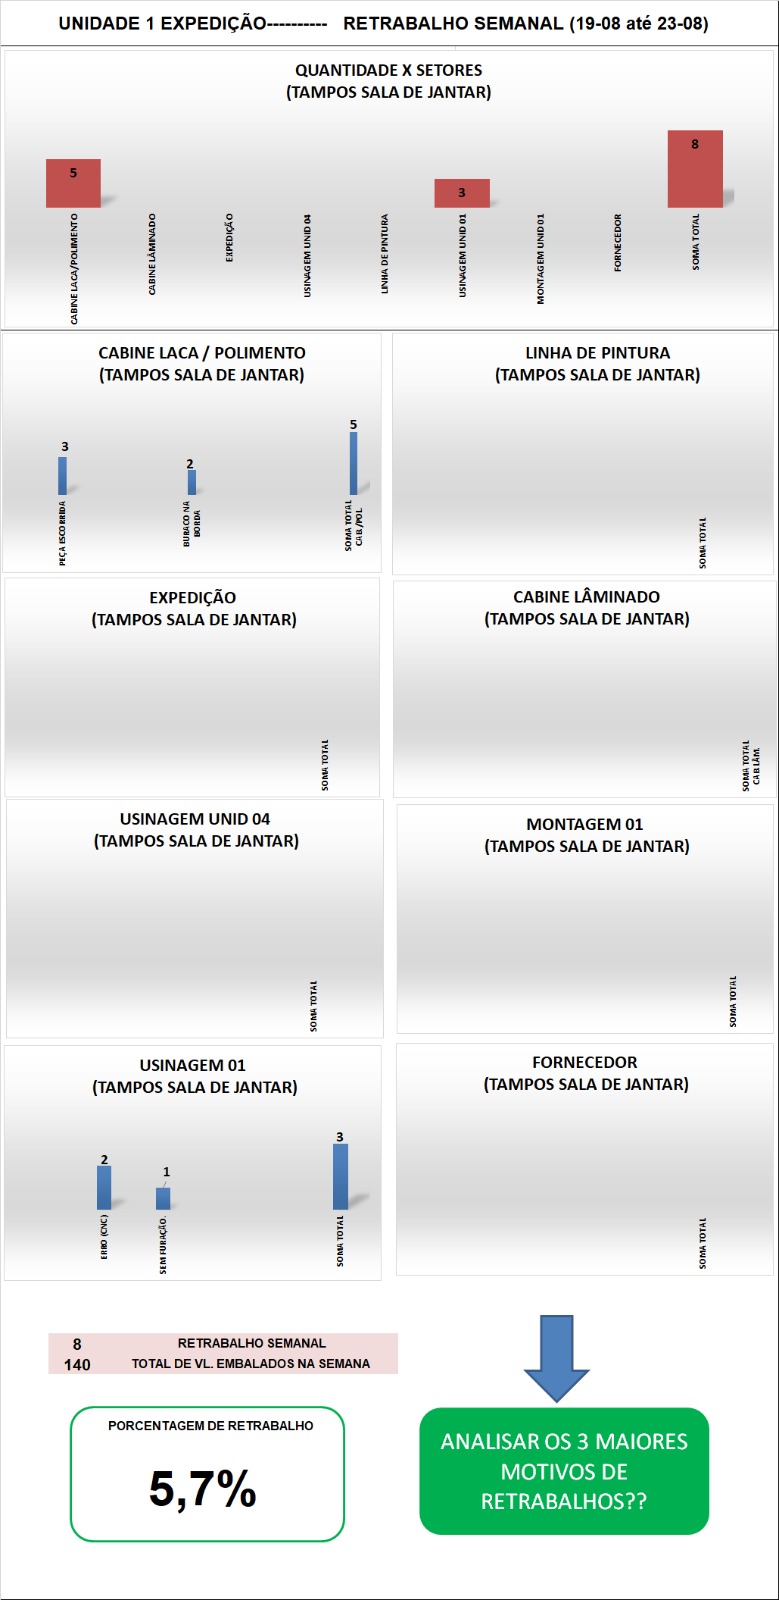 UNIDADE 1 EXPEDIÇÃO---------- RETRABALHO SEMANAL (19-08 até 23-08)
QUANTIDADE X SETORES
(TAMPOS SALA DE JANTAR)
5
3
8
CABINE LACA/POLIMENTO
CABINE LÂMINADO
EXPEDIÇÃO
USINAGEM UNID 04
LINHA DE PINTURA
USINAGEM UNID 01
MONTAGEM UNID 01
FORNECEDOR
SOMA TOTAL
CABINE LACA / POLIMENTO
(TAMPOS SALA DE JANTAR)
3
2
5
PEÇA ESCORRIDA
BURACO NA
BORDA
SOMA TOTAL
CAB./POL.
LINHA DE PINTURA
(TAMPOS SALA DE JANTAR)
SOMA TOTAL
EXPEDIÇÃO
(TAMPOS SALA DE JANTAR)
SOMA TOTAL
CABINE LÂMINADO
(TAMPOS SALA DE JANTAR)
SOMA TOTAL
CAB LÂM.
USINAGEM UNID 04
(TAMPOS SALA DE JANTAR)
SOMA TOTAL
MONTAGEM 01
(TAMPOS SALA DE JANTAR)
SOMA TOTAL
USINAGEM 01
(TAMPOS SALA DE JANTAR)
2
1
3
ERRO (CNC)
SEM FURAÇÃO.
SOMA TOTAL
FORNECEDOR
(TAMPOS SALA DE JANTAR)
SOMA TOTAL
8 RETRABALHO SEMANAL
140 TOTAL DE VL. EMBALADOS NA SEMANA
PORCENTAGEM DE RETRABALHO
5,7%
ANALISAR OS 3 MAIORES
MOTIVOS DE
RETRABALHOS??